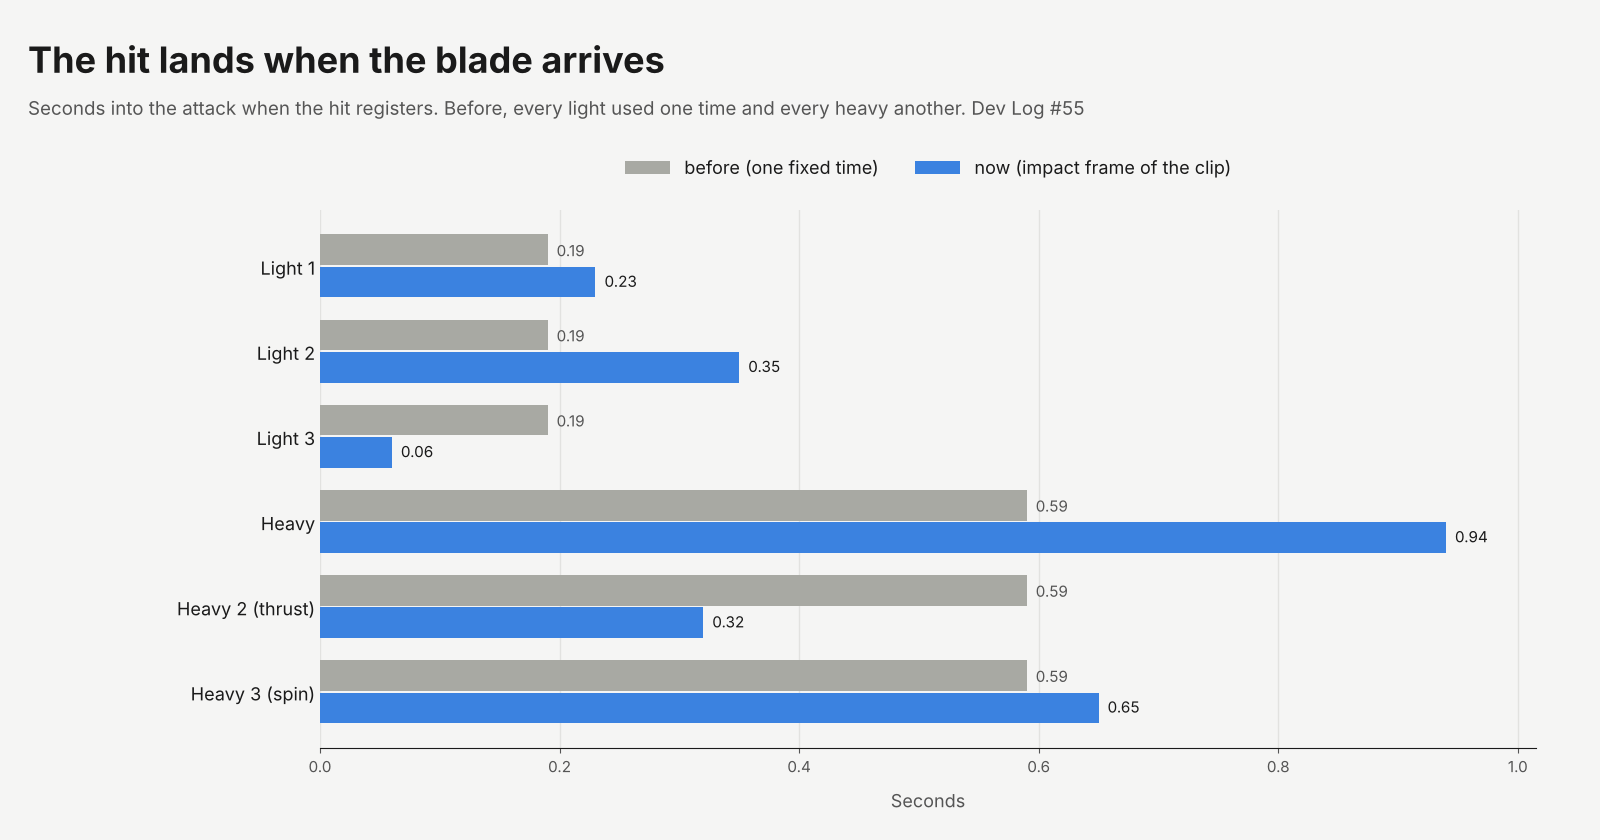 The hit lands when the blade arrives
Seconds into the attack when the hit registers. Before, every light used one time and every heavy another. Dev Log #55
before (one fixed time)
now (impact frame of the clip)
Light 1
0.19
0.23
Light 2
0.19
0.35
Light 3
0.19
0.06
Heavy
0.59
0.94
Heavy 2 (thrust)
0.59
0.32
Heavy 3 (spin)
0.59
0.65
0.0
0.2
0.4
0.6
0.8
1.0
Seconds